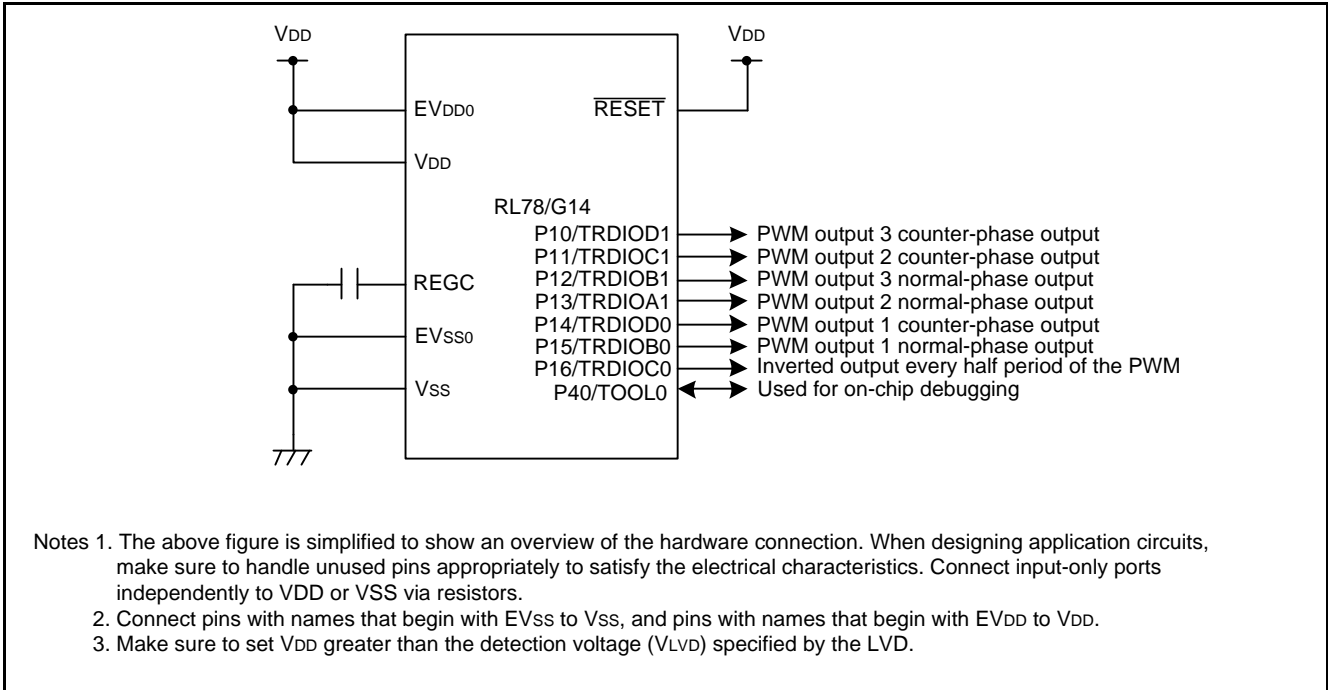 VDD
VDD
EVDD0
RESET
VDD
RL78/G14
P10/TRDIOD1
PWM output 3 counter-phase output
P11/TRDIOC1
PWM output 2 counter-phase output
REGC
P12/TRDIOB1
PWM output 3 normal-phase output
P13/TRDIOA1
PWM output 2 normal-phase output
P14/TRDIOD0
PWM output 1 counter-phase output
EVSS0
P15/TRDIOB0
PWM output 1 normal-phase output
P16/TRDIOC0
Inverted output every half period of the PWM
VSS
P40/TOOL0
Used for on-chip debugging
Notes 1. The above figure is simplified to show an overview of the hardware connection. When designing application circuits,
make sure to handle unused pins appropriately to satisfy the electrical characteristics. Connect input-only ports
independently to VDD or VSS via resistors.
2. Connect pins with names that begin with EVSS to VSS, and pins with names that begin with EVDD to VDD.
3. Make sure to set VDD greater than the detection voltage (VLVD) specified by the LVD.